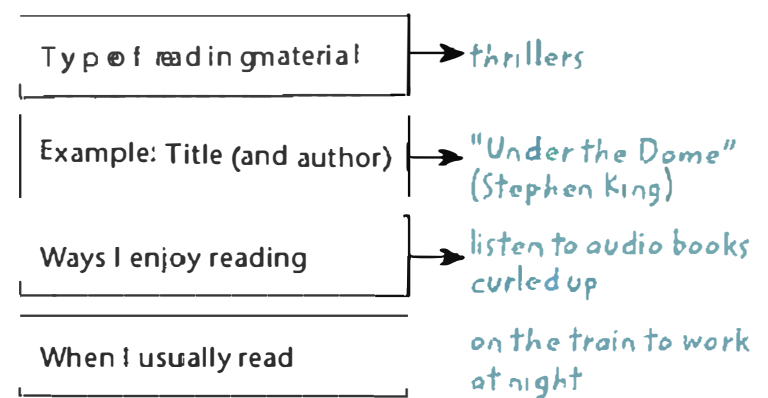 Type of reading material
thrillers
Example: Title (and author)
"Under the Dome"
(Stephen King)
Ways I enjoy reading
listen to audio books
curled up
When I usually read
on the train to work
at night